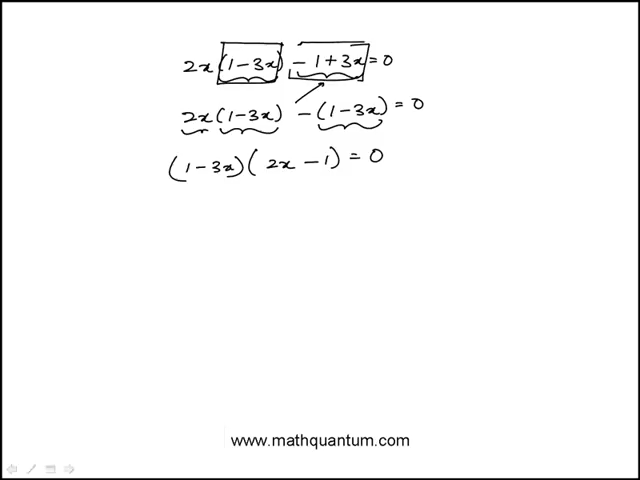 2x (1 - 3x) - 1 + 3x = 0
2x (1 - 3x) - (1 - 3x) = 0
(1 - 3x) ( 2x - 1) = 0
www.mathquantum.com